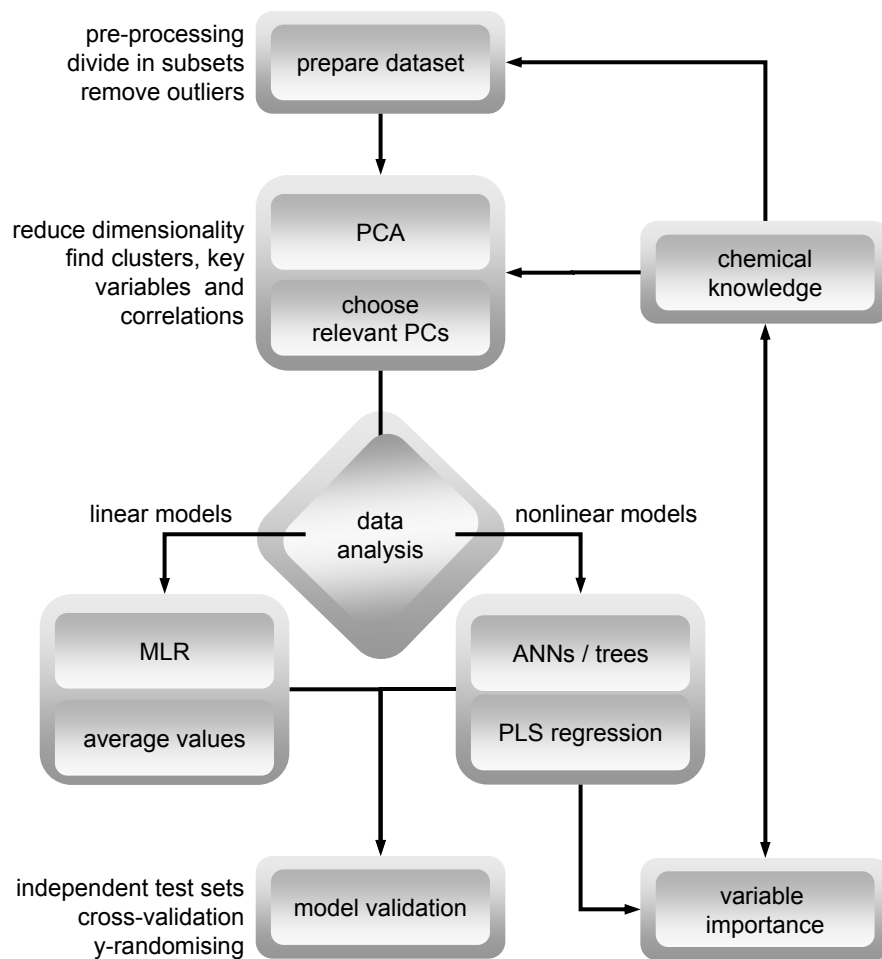 pre-processing
divide in subsets
remove outliers
prepare dataset
reduce dimensionality
find clusters, key
variables and
correlations
PCA
choose
relevant PCs
chemical
knowledge
linear models
data
analysis
nonlinear models
MLR
average values
ANNs / trees
PLS regression
independent test sets
cross-validation
y-randomising
model validation
variable
importance